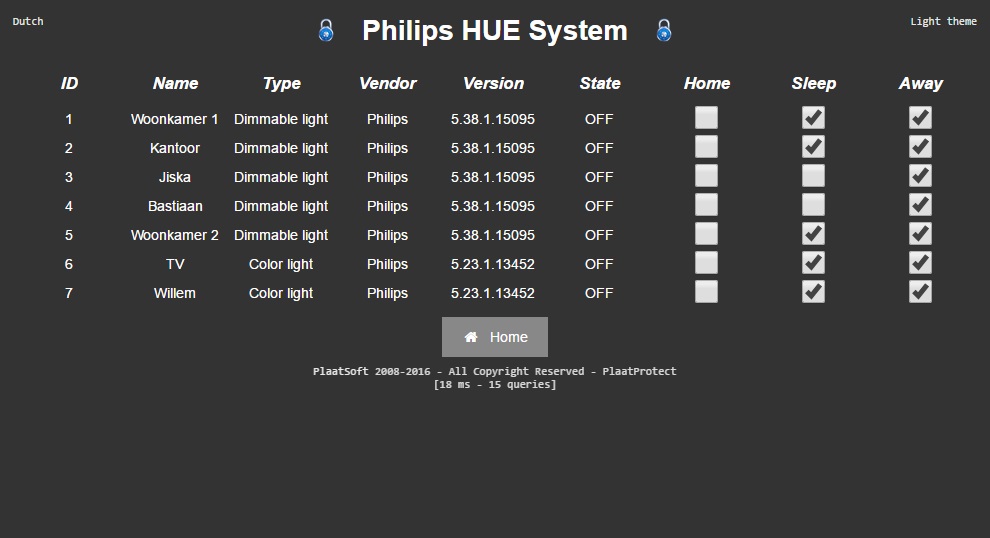 Dutch
Philips HUE System
Light theme
ID Name Type Vendor Version State Home Sleep Away
1 Woonkamer 1 Dimmable light Philips 5.38.1.15095 OFF
2 Kantoor Dimmable light Philips 5.38.1.15095 OFF
3 Jiska Dimmable light Philips 5.38.1.15095 OFF
4 Bastiaan Dimmable light Philips 5.38.1.15095 OFF
5 Woonkamer 2 Dimmable light Philips 5.38.1.15095 OFF
6 TV Color light Philips 5.23.1.13452 OFF
7 Willem Color light Philips 5.23.1.13452 OFF
Home
PlaatSoft 2008-2016 - All Copyright Reserved - PlaatProtect
[18 ms - 15 queries]